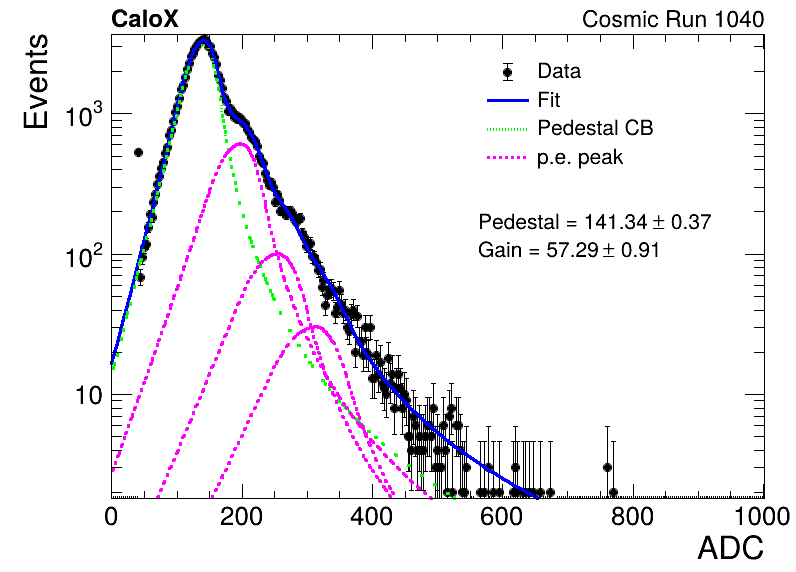 CaloX Cosmic Run 1040
Events
Data
Fit
Pedestal CB
p.e. peak
Pedestal = 141.34 ± 0.37
Gain = 57.29 ± 0.91
10³
10²
10
0 200 400 600 800 1000
ADC